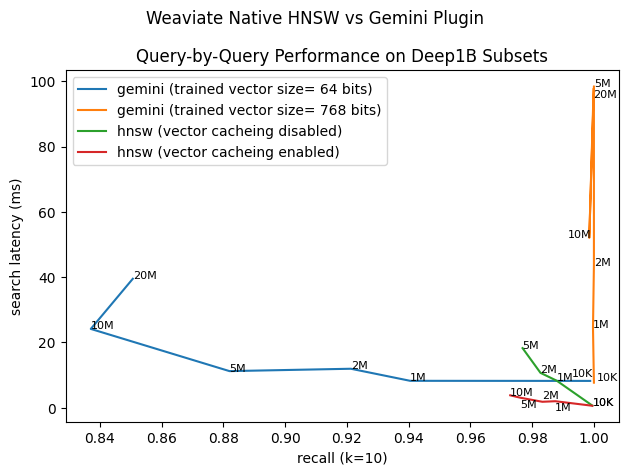 Weaviate Native HNSW vs Gemini Plugin
Query-by-Query Performance on Deep1B Subsets
gemini (trained vector size= 64 bits)
gemini (trained vector size= 768 bits)
hnsw (vector cacheing disabled)
hnsw (vector cacheing enabled)
search latency (ms)
100
80
60
40
20
0
5M
20M
10M
2M
1M
10K
20M
10M
5M
2M
1M
10K
5M
2M
1M
10K
10M
5M
2M
1M
10K
0.84
0.86
0.88
0.90
0.92
0.94
0.96
0.98
1.00
recall (k=10)